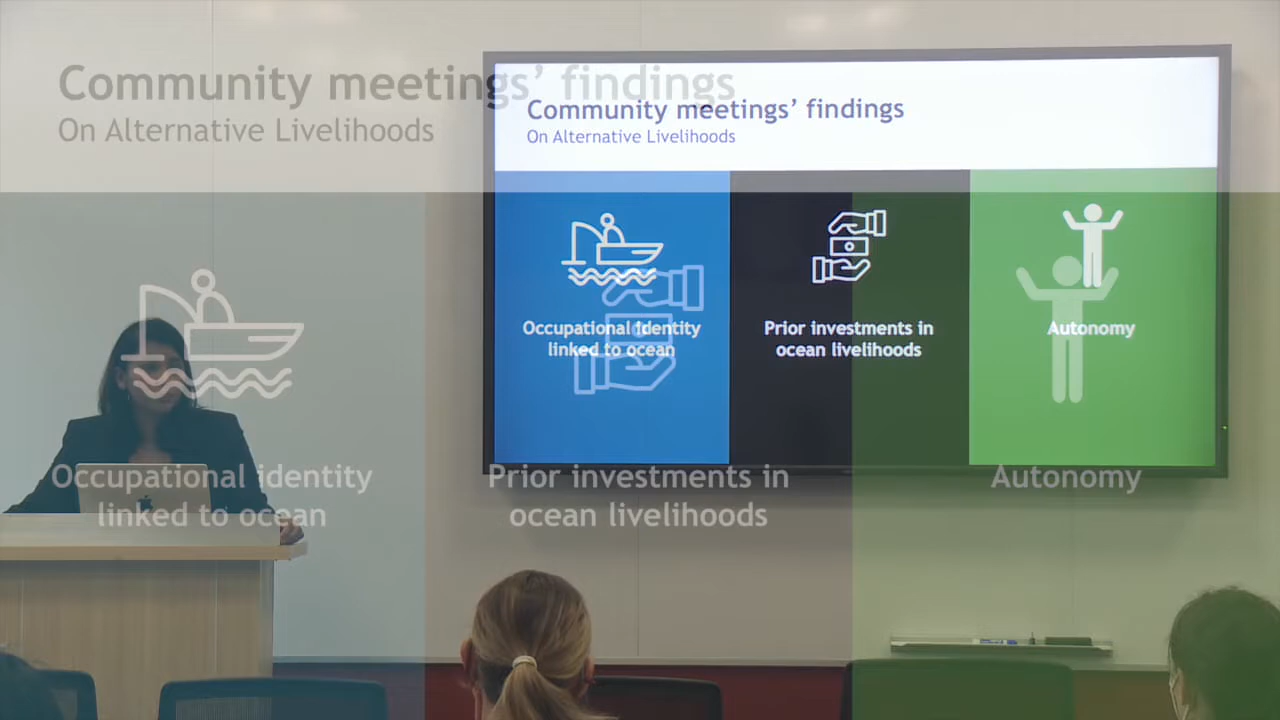 Community meetings’ findings
On Alternative Livelihoods
Community meetings’ findings
On Alternative Livelihoods
Occupational identity
linked to ocean
Prior investments in
ocean livelihoods
Autonomy
Occupational identity
linked to ocean
Prior investments in
ocean livelihoods
Autonomy